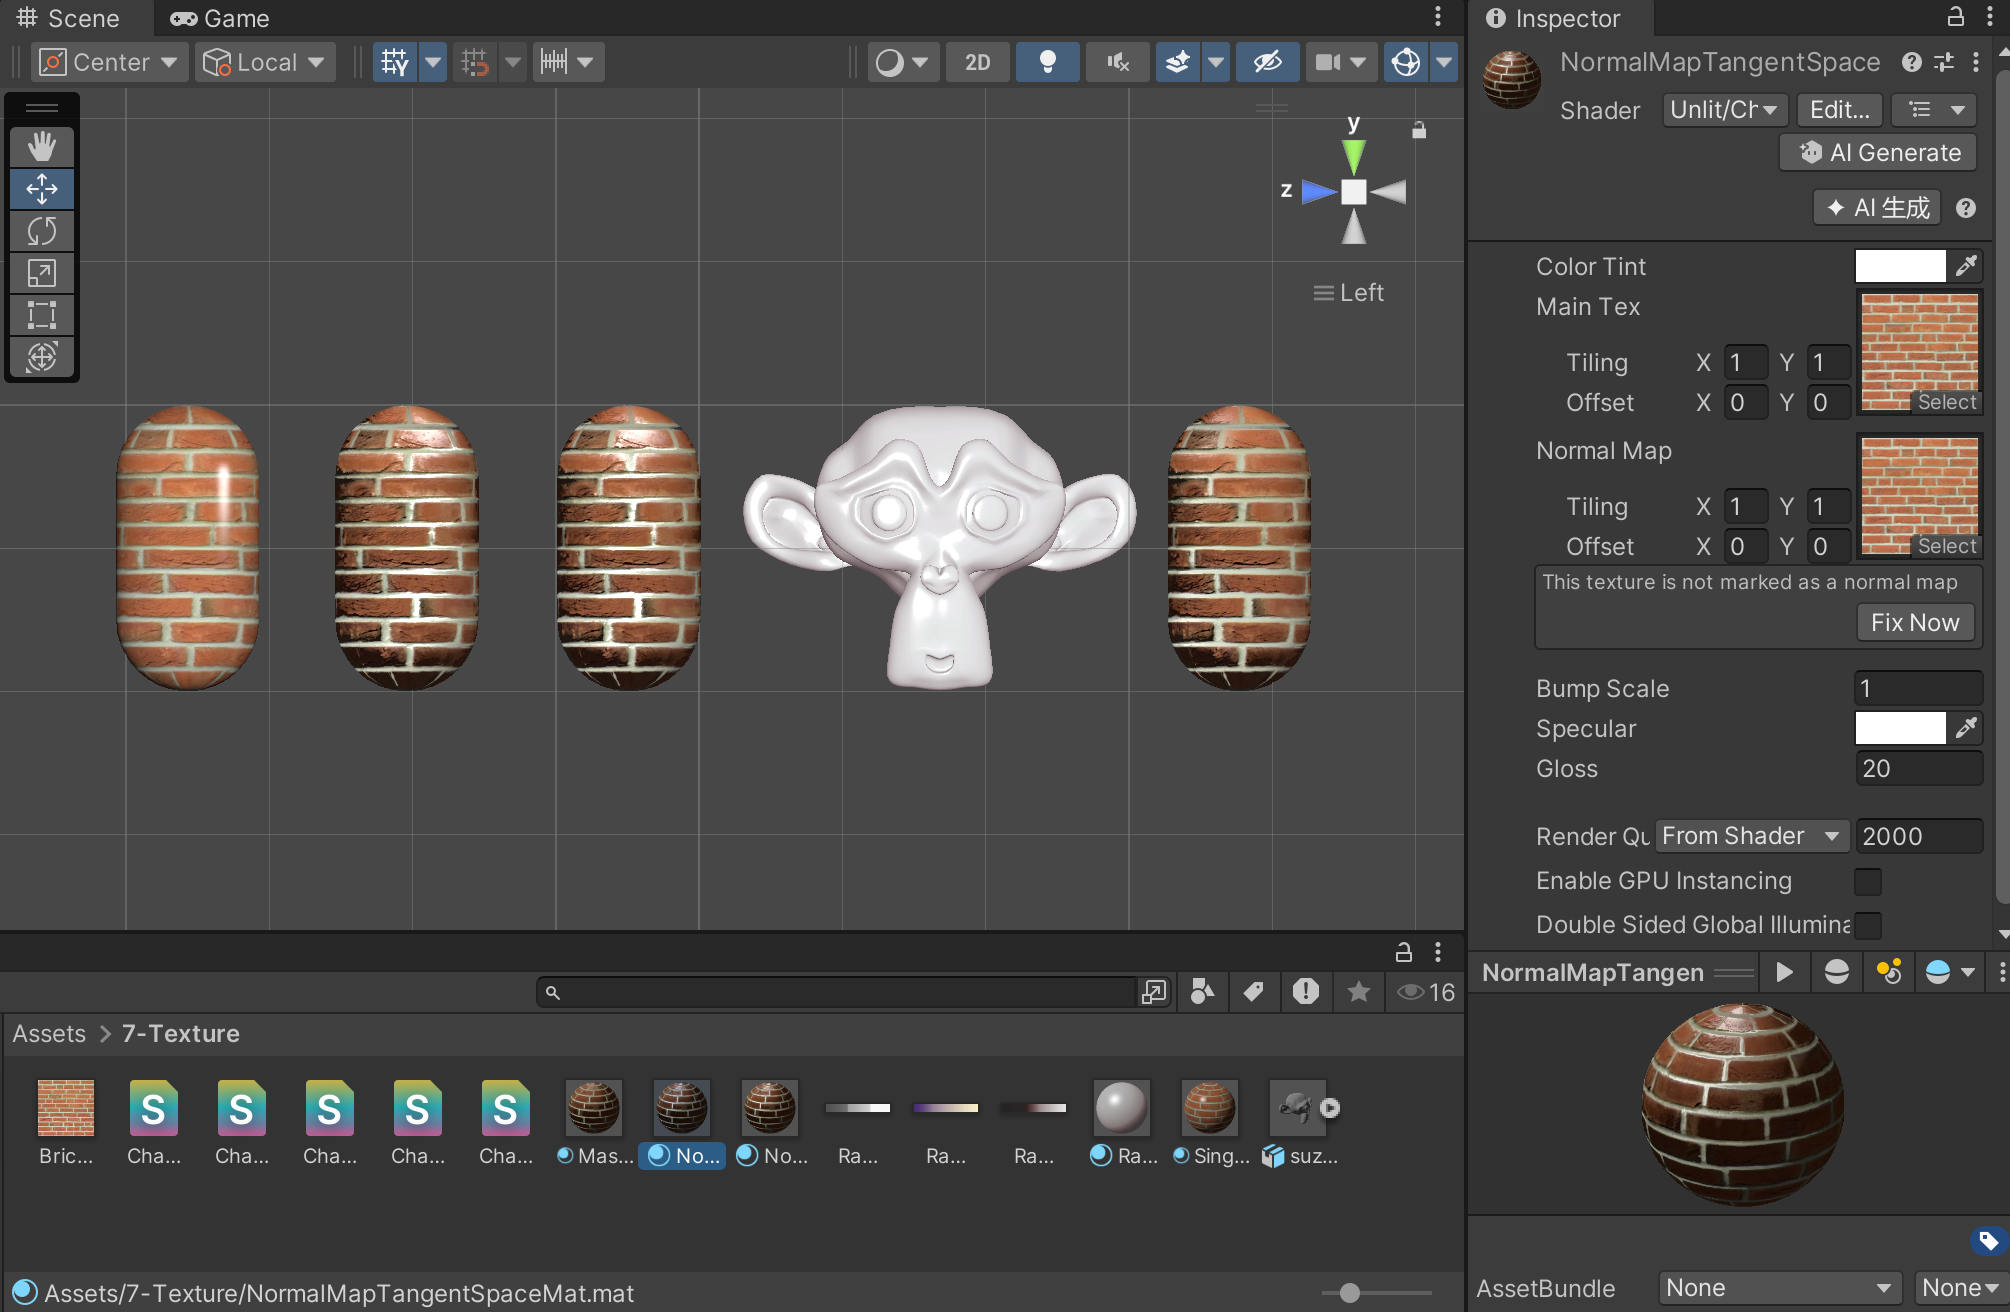 Scene
Game
Center
Local
2D
y
z
Left
Inspector
NormalMapTangentSpace
Shader
Unlit/Ch
Edit...
AI Generate
AI 生成
Color Tint
Main Tex
Tiling X 1 Y 1
Offset X 0 Y 0
Select
Normal Map
Tiling X 1 Y 1
Offset X 0 Y 0
Select
This texture is not marked as a normal map
Fix Now
Bump Scale 1
Specular
Gloss 20
Render Qu From Shader 2000
Enable GPU Instancing
Double Sided Global Illumina
NormalMapTangen
AssetBundle None None
16
Assets > 7-Texture
S S S S S
Bric... Cha... Cha... Cha... Cha... Cha... Mas... No... No... Ra... Ra... Ra... Ra... Sing... suz...
Assets/7-Texture/NormalMapTangentSpaceMat.mat